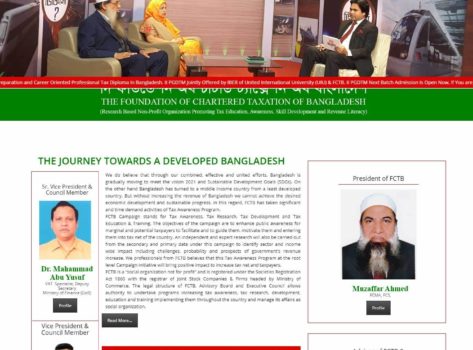 reparation and Career Oriented Professional Tax Diploma in Bangladesh. II PGDTM Jointly Offered by IBER of United International University (UIU) & FCTB. II PGDTM Next Batch Admission is Open Now. If You are
THE FOUNDATION OF CHARTERED TAXATION OF BANGLADESH
(Research Based Non-Profit Organization Promoting Tax Education, Awareness, Skill Development and Revenue Literacy)
THE JOURNEY TOWARDS A DEVELOPED BANGLADESH
Sr. Vice President &
Council Member
Dr. Mahammud
Abu Yusuf
VAT Specialist, Deputy
Secretary,
Ministry of Finance (GoB)
Profile
Vice President &
Council Member
We do believe that through our combined, effective and united efforts, Bangladesh is
gradually moving to meet the vision 2021 and Sustainable Development Goal (SDGs). On
the other hand Bangladesh has turned to a middle income country from a least developed
country. But without increasing the revenue of Bangladesh we cannot achieve the desired
economic development and sustainable progress. In this regard, FCTB has taken significant
and time demand activities of Tax Awareness Program.
FCTB Campaign stands for Tax Awareness, Tax Research, Tax Development and Tax
Education & Training. The objectives of the campaign are to enhance public awareness for
marginal and potential taxpayers to facilitate and to guide them, motivate them and entering
them into tax net of the country. An independent and expert research will also be carried out
from the secondary and primary data under this campaign to identify sector and income
wise impact including challenges, probability and prospects of government's revenue
increase. We professionals from FCTB believes that this Tax Awareness Program at the root
level Campaign initiative will bring positive impact to increase tax net and taxpayers.
FCTB is a "social organization not for profit" and is registered under the Societies Registration
Act 1860 with the register of Joint Stock Companies & Firms headed by Ministry of
Commerce. The legal structure of FCTB, Advisory Board and Executive Council allows
authority to undertake programs increasing tax awareness, tax research, development,
education and training implementing them throughout the country and manage its affairs as
social organization.
Read More...
President of FCTB
Muzaffar Ahmed
FCMA, FCS,
Profile